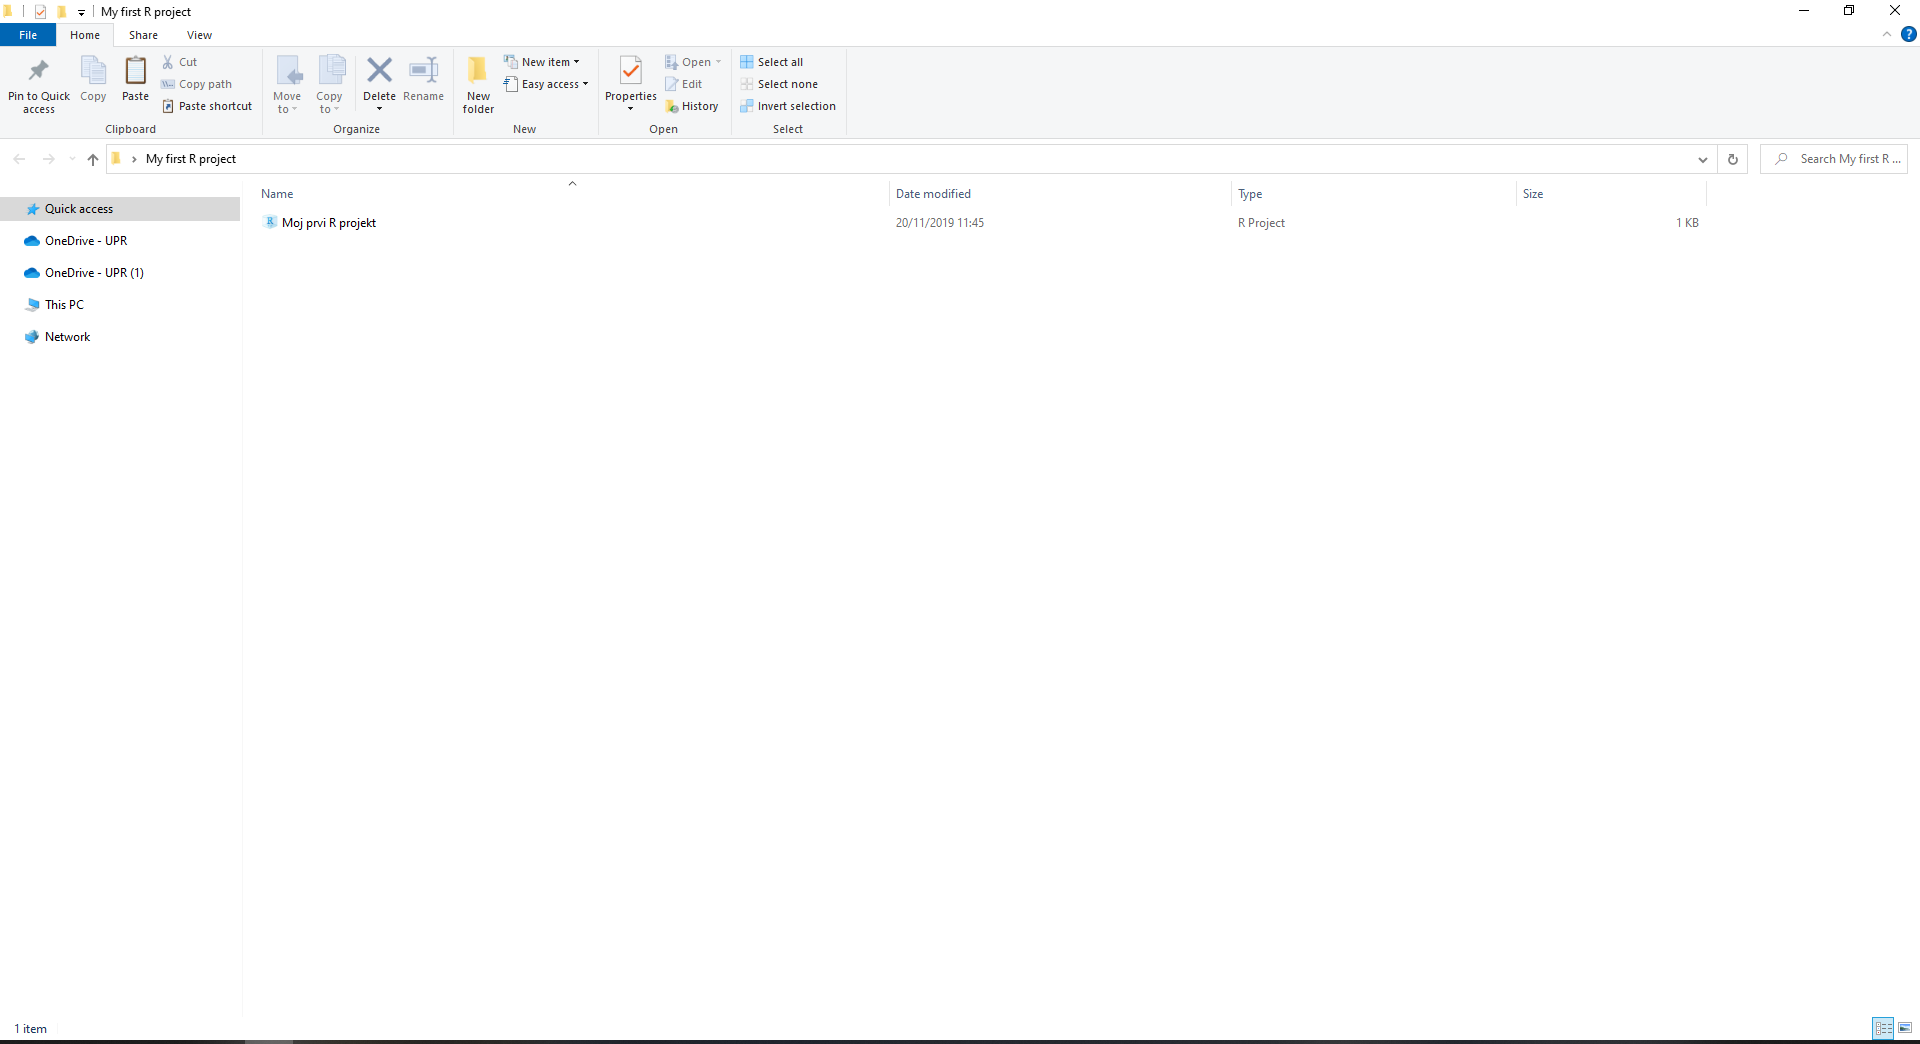 My first R project
File Home Share View
Pin to Quick access
Copy
Paste
Cut
Copy path
Paste shortcut
Clipboard
Move to
Copy to
Delete
Rename
Organize
New folder
New item
Easy access
New
Properties
Open
Edit
History
Open
Select all
Select none
Invert selection
Select
My first R project
Search My first R ...
Name Date modified Type Size
Moj prvi R projekt 20/11/2019 11:45 R Project 1 KB
Quick access
OneDrive - UPR
OneDrive - UPR (1)
This PC
Network
1 item